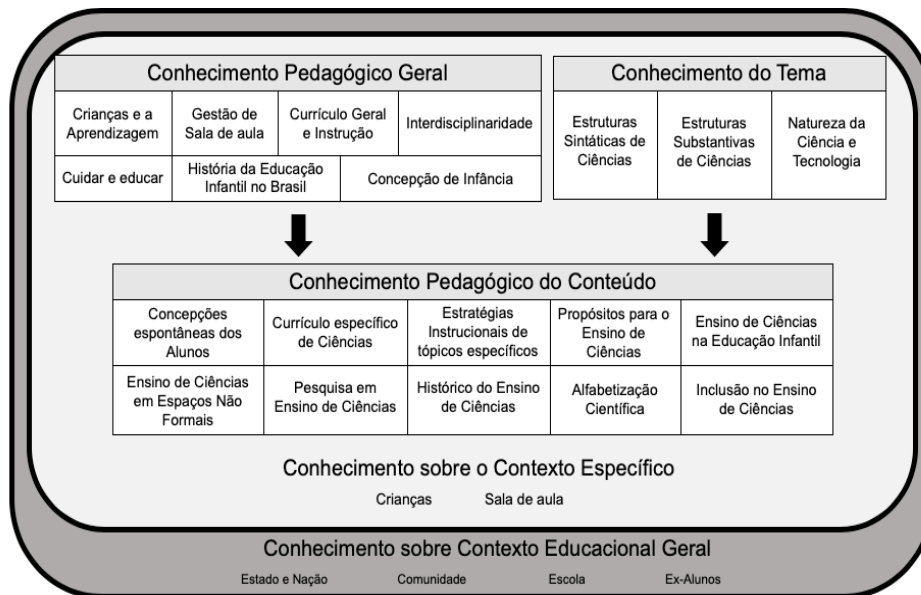 Conhecimento Pedagógico Geral
Crianças e a
Aprendizagem
Gestão de
Sala de aula
Currículo Geral
e Instrução
Interdisciplinaridade
Cuidar e educar
História da Educação
Infantil no Brasil
Concepção de Infância
Conhecimento do Tema
Estruturas
Sintáticas de
Ciências
Estruturas
Substantivas
de Ciências
Natureza da
Ciência e
Tecnologia
Conhecimento Pedagógico do Conteúdo
Concepções
espontâneas dos
Alunos
Currículo específico
de Ciências
Estratégias
Instrucionais de
tópicos específicos
Propósitos para o
Ensino de
Ciências
Ensino de Ciências
na Educação Infantil
Ensino de Ciências
em Espaços Não
Formais
Pesquisa em
Ensino de Ciências
Histórico do Ensino
de Ciências
Alfabetização
Científica
Inclusão no Ensino
de Ciências
Conhecimento sobre o Contexto Específico
Crianças
Sala de aula
Conhecimento sobre Contexto Educacional Geral
Estado e Nação
Comunidade
Escola
Ex-Alunos